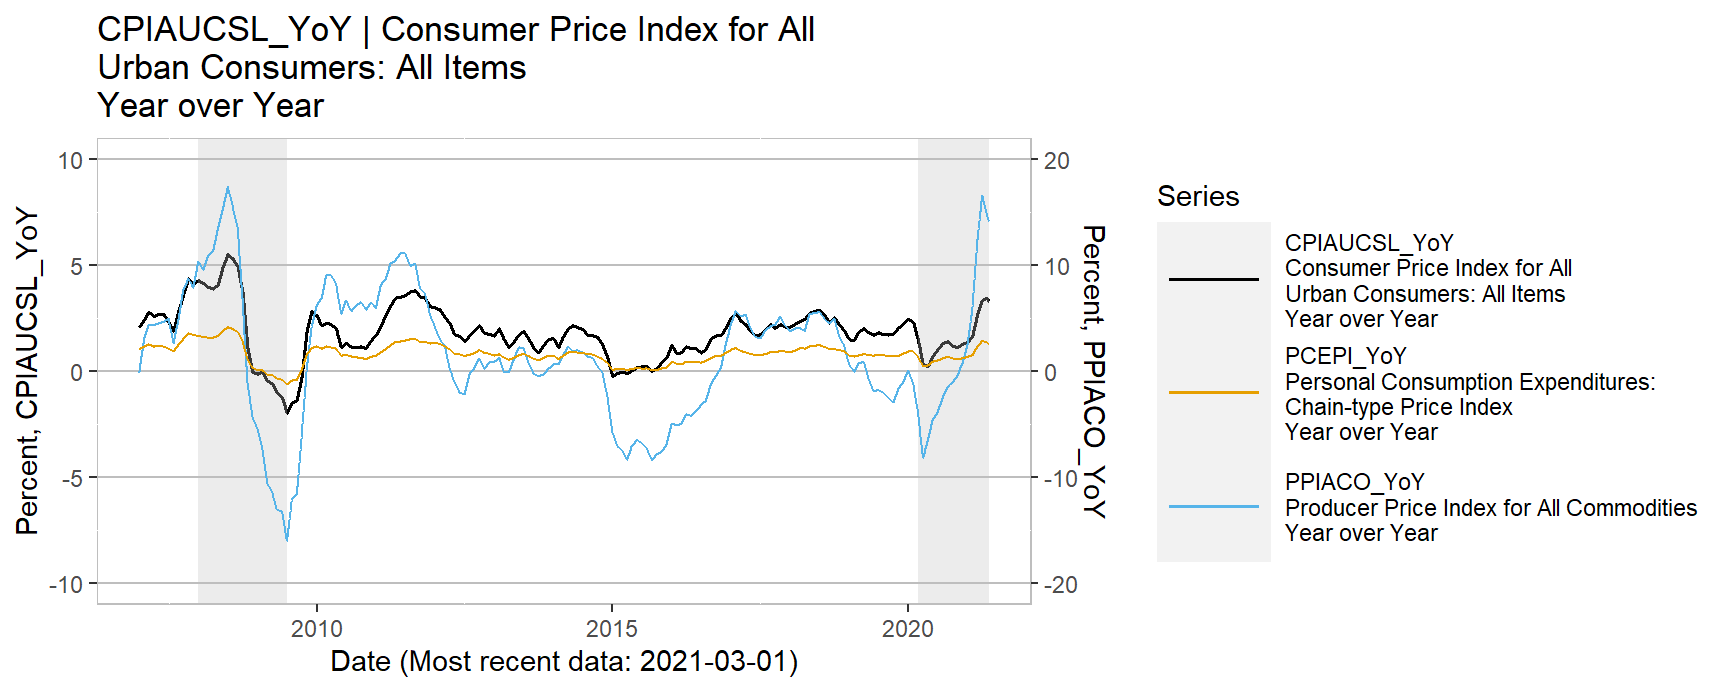 CPIAUCSL_YoY | Consumer Price Index for All
Urban Consumers: All Items
Year over Year
10
5
0
-5
-10
Percent, CPIAUCSL_YoY
20
10
0
-10
-20
Percent, PPIACO_YoY
2010
2015
2020
Date (Most recent data: 2021-03-01)
Series
CPIAUCSL_YoY
Consumer Price Index for All
Urban Consumers: All Items
Year over Year
PCEPI_YoY
Personal Consumption Expenditures:
Chain-type Price Index
Year over Year
PPIACO_YoY
Producer Price Index for All Commodities
Year over Year